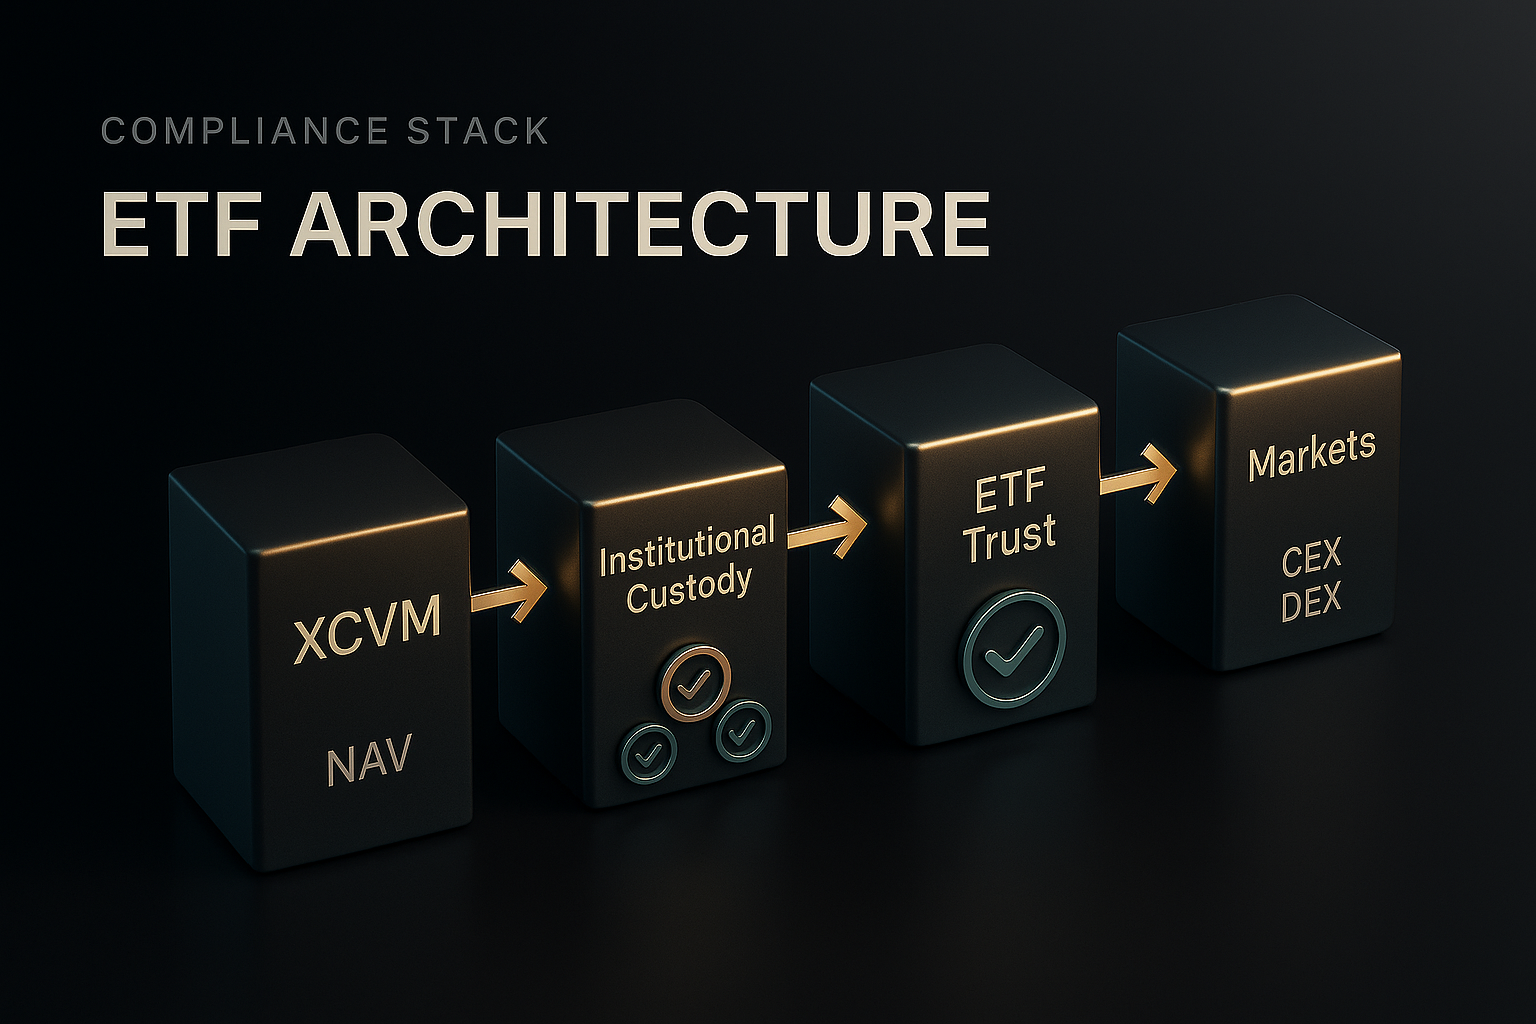 COMPLIANCE STACK
ETF ARCHITECTURE
XCVM
NAV
Institutional
Custody
ETF
Trust
Markets
CEX
DEX